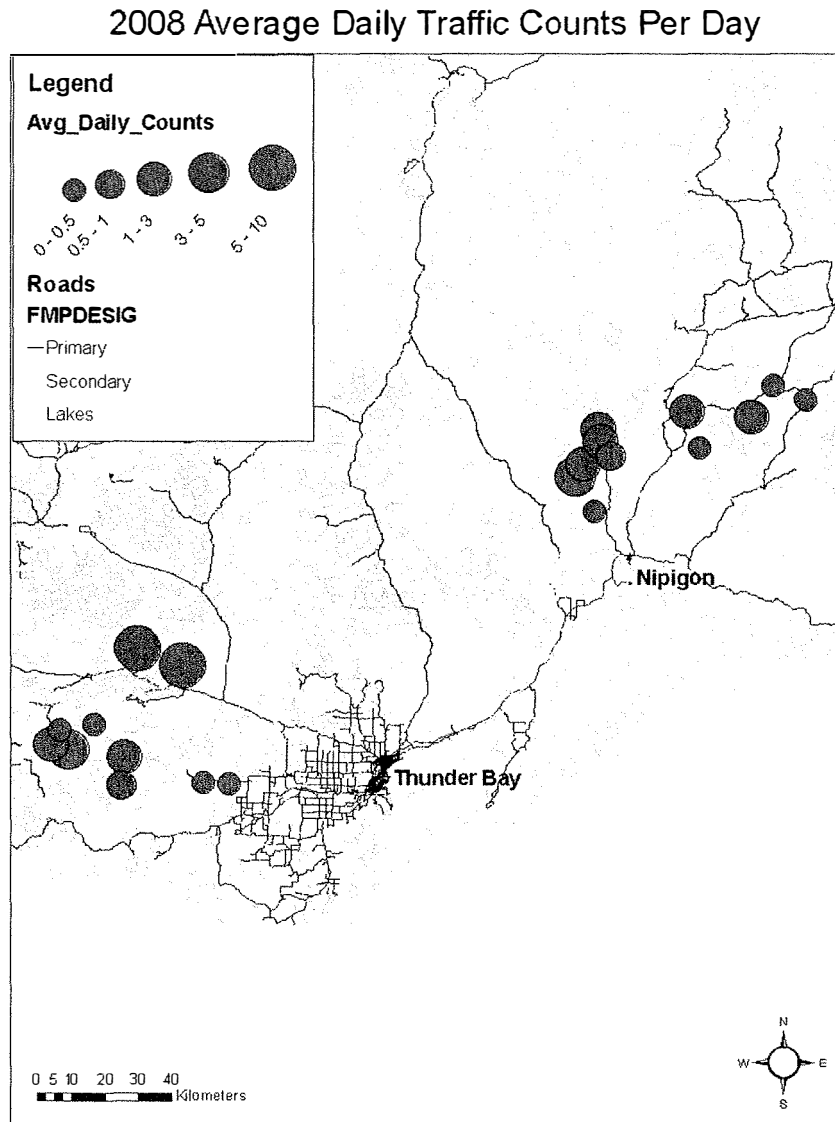 2008 Average Daily Traffic Counts Per Day
Legend
Avg_Daily_Counts
0 - 0.5
0.5 - 1
1 - 3
3 - 5
5 - 10
Roads
FMPDESIG
Primary
Secondary
Lakes
Nipigon
Thunder Bay
N
W
E
S
0 5 10 20 30 40
Kilometers